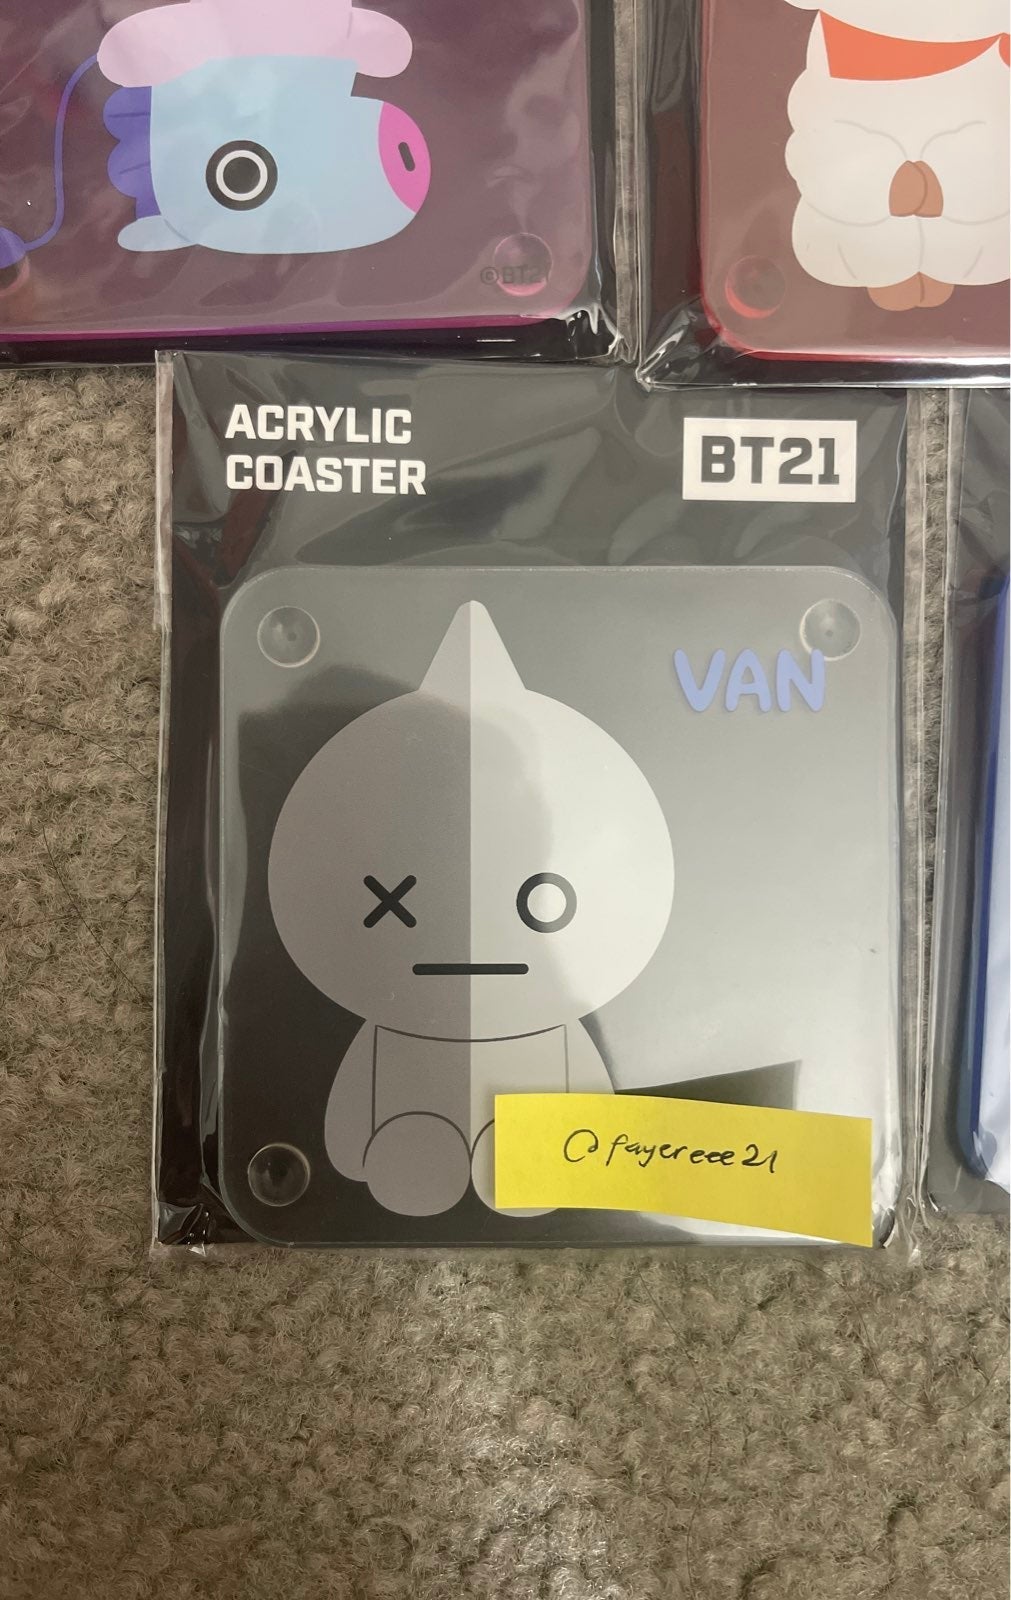 ©BT21
ACRYLIC
COASTER
BT21
VAN
@fayereee21